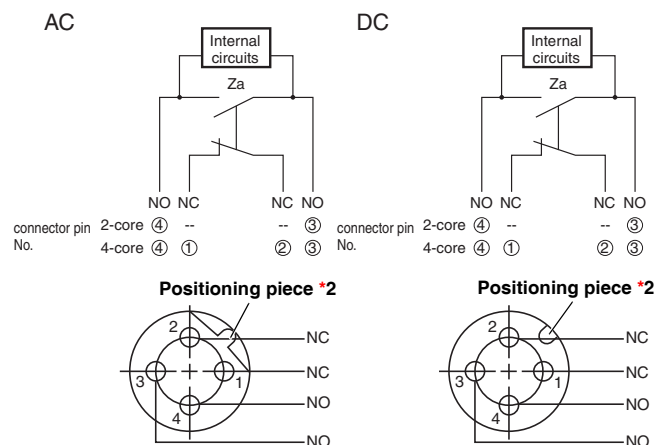 AC
Internal
circuits
Za
NO NC NC NO
connector pin
No.
2-core ④ -- -- ③
4-core ④ ① ② ③
Positioning piece *2
2
1
3
4
NC
NC
NO
NO
DC
Internal
circuits
Za
NO NC NC NO
connector pin
No.
2-core ④ -- -- ③
4-core ④ ① ② ③
Positioning piece *2
2
1
3
4
NC
NC
NO
NO